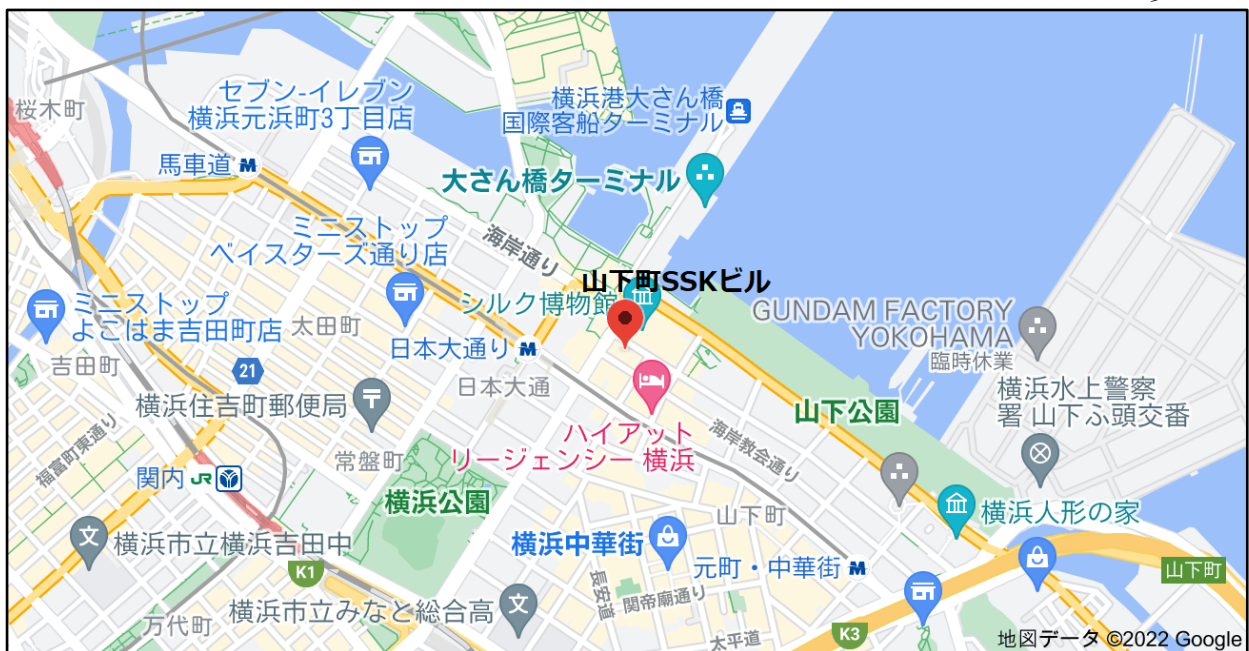 セブン-イレブン
横浜元浜町3丁目店
横浜港大さん橋
国際客船ターミナル
桜木町
馬車道
大さん橋ターミナル
ミニストップ
ベイスターズ通り店
海岸通り
山下町SSKビル
シルク博物館
ミニストップ
よこはま吉田町店
太田町
日本大通り
GUNDAM FACTORY
YOKOHAMA
臨時休業
吉田町
21
日本大通
横浜住吉町郵便局
山下公園
横浜水上警察
署 山下ふ頭交番
ハイアット
リージェンシー 横浜
海岸教会通り
福富町東通り
常盤町
関内
JR
横浜公園
山下町
横浜人形の家
横浜市立横浜吉田中
文
横浜中華街
元町・中華街
K1
長安道
関帝廟通り
山下町
横浜市立みなと総合高
文
万代町
太平道
K3
地図データ ©2022 Google